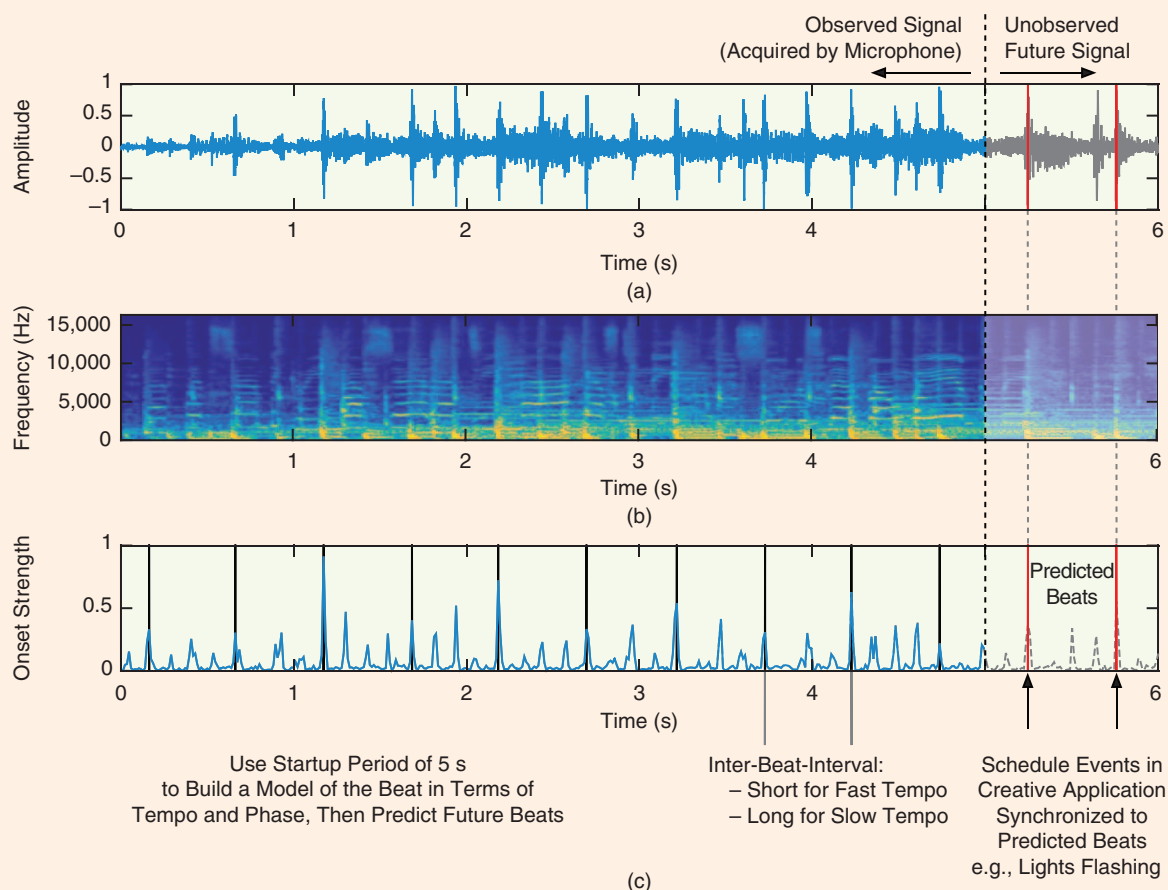 Observed Signal
(Acquired by Microphone)
Unobserved
Future Signal
Amplitude
1
0.5
0
−0.5
−1
0 1 2 3 4 5 6
Time (s)
(a)
Frequency (Hz)
15,000
10,000
5,000
0
1 2 3 4 6
Time (s)
(b)
Onset Strength
1
0.5
0
Predicted
Beats
0 1 2 3 4 6
Time (s)
Use Startup Period of 5 s
to Build a Model of the Beat in Terms of
Tempo and Phase, Then Predict Future Beats
Inter-Beat-Interval:
– Short for Fast Tempo
– Long for Slow Tempo
Schedule Events in
Creative Application
Synchronized to
Predicted Beats
e.g., Lights Flashing
(c)